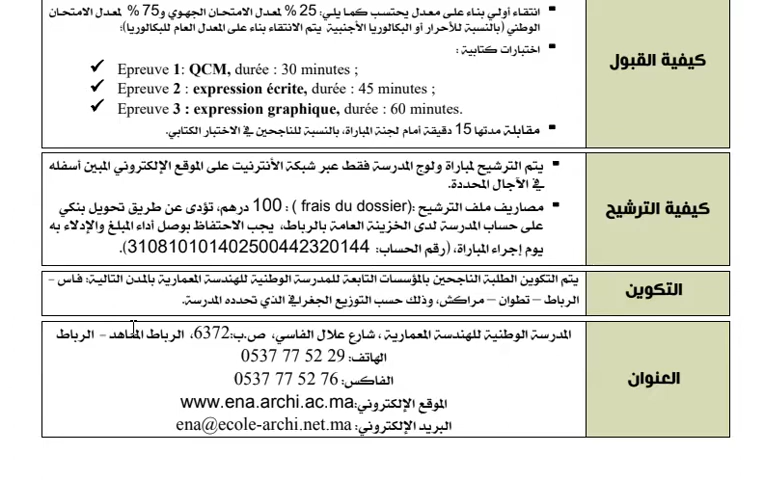 كيفية القبول
انتقاء أولي بناء على معدل يحتسب كما يلي: 25 % لمعدل الامتحان الجهوي و75 % لمعدل الامتحان
الوطني (بالنسبة للأحرار أو البكالوريا الأجنبية يتم الانتقاء بناء على المعدل العام للبكالوريا):
اختبارات كتابية :
Epreuve 1: QCM, durée : 30 minutes ;
Epreuve 2 : expression écrite, durée : 45 minutes ;
Epreuve 3 : expression graphique, durée : 60 minutes.
مقابلة مدتها 15 دقيقة أمام لجنة المباراة، بالنسبة للناجحين في الاختبار الكتابي.
كيفية الترشيح
يتم الترشيح لمباراة ولوج المدرسة فقط عبر شبكة الأنترنيت على الموقع الإلكتروني المبين أسفله
في الآجال المحددة.
مصاريف ملف الترشيح :(frais du dossier ) : 100 درهم، تؤدى عن طريق تحويل بنكي
على حساب المدرسة لدى الخزينة العامة بالرباط، يجب الاحتفاظ بوصل أداء المبلغ والإدلاء به
يوم إجراء المباراة، (رقم الحساب: 310810101402500442320144).
التكوين
يتم التكوين الطلبة الناجحين بالمؤسسات التابعة للمدرسة الوطنية للهندسة المعمارية بالمدن التالية: فاس –
الرباط – تطوان – مراكش، وذلك حسب التوزيع الجغرافي الذي تحدده المدرسة.
العنوان
المدرسة الوطنية للهندسة المعمارية ، شارع علال الفاسي، ص.ب:6372، الرباط المعاهد - الرباط
الهاتف: 0537 77 52 29
الفاكس: 0537 77 52 76
الموقع الإلكتروني:www.ena.archi.ac.ma
البريد الإلكتروني: ena@ecole-archi.net.ma